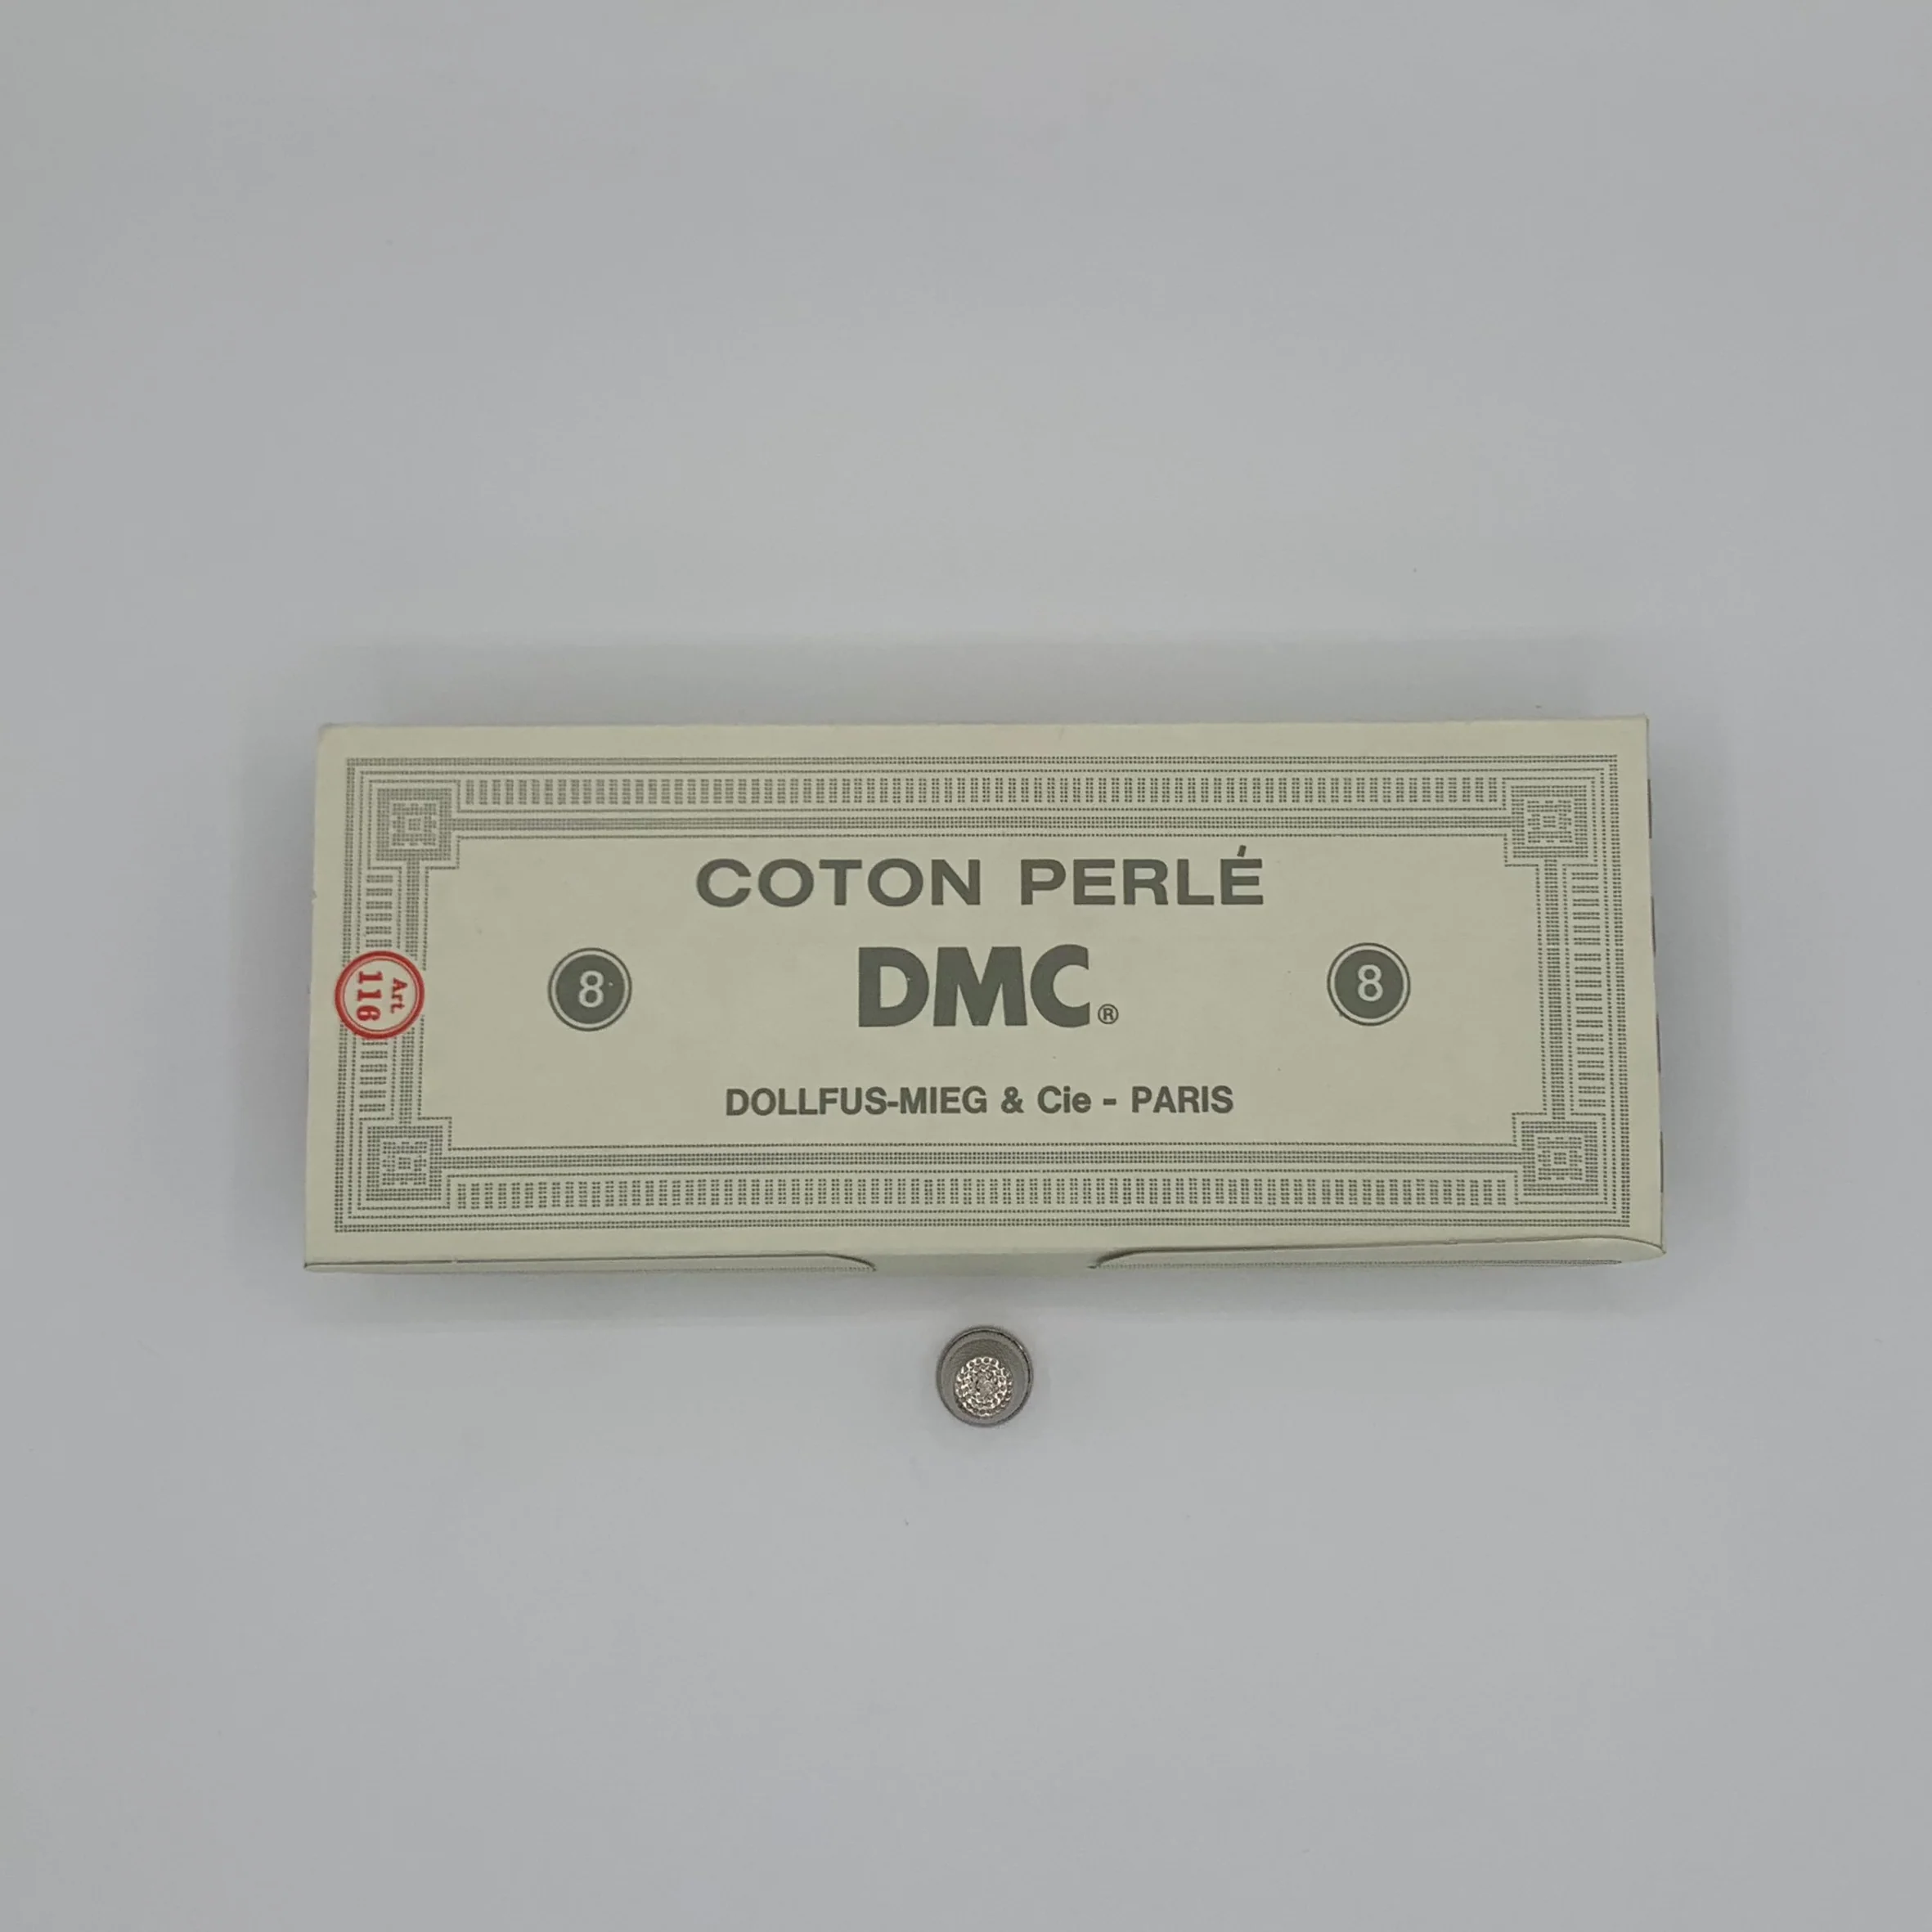 COTON PERLÉ
8 DMC® 8
Art.
116
DOLLFUS-MIEG & Cie - PARIS